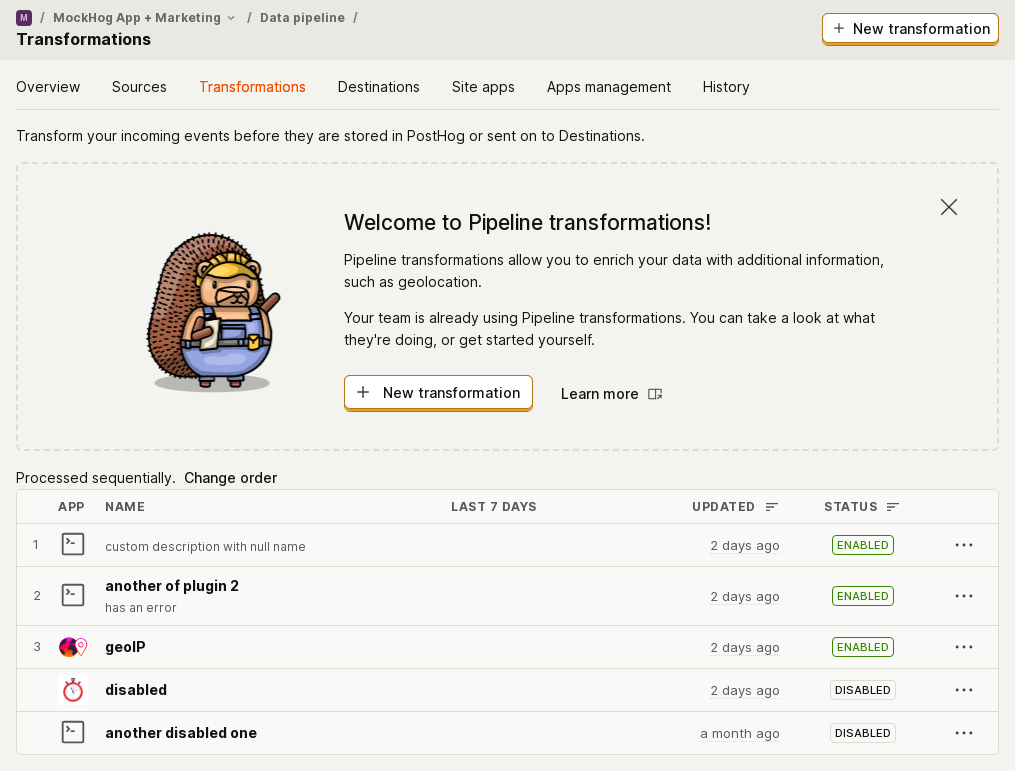 M / MockHog App + Marketing / Data pipeline /
Transformations
New transformation
Overview Sources Transformations Destinations Site apps Apps management History
Transform your incoming events before they are stored in PostHog or sent on to Destinations.
Welcome to Pipeline transformations!
Pipeline transformations allow you to enrich your data with additional information,
such as geolocation.
Your team is already using Pipeline transformations. You can take a look at what
they're doing, or get started yourself.
New transformation Learn more
Processed sequentially. Change order
APP NAME LAST 7 DAYS UPDATED STATUS
1 custom description with null name 2 days ago ENABLED
2 another of plugin 2 2 days ago ENABLED
has an error
3 geoIP 2 days ago ENABLED
disabled 2 days ago DISABLED
another disabled one a month ago DISABLED